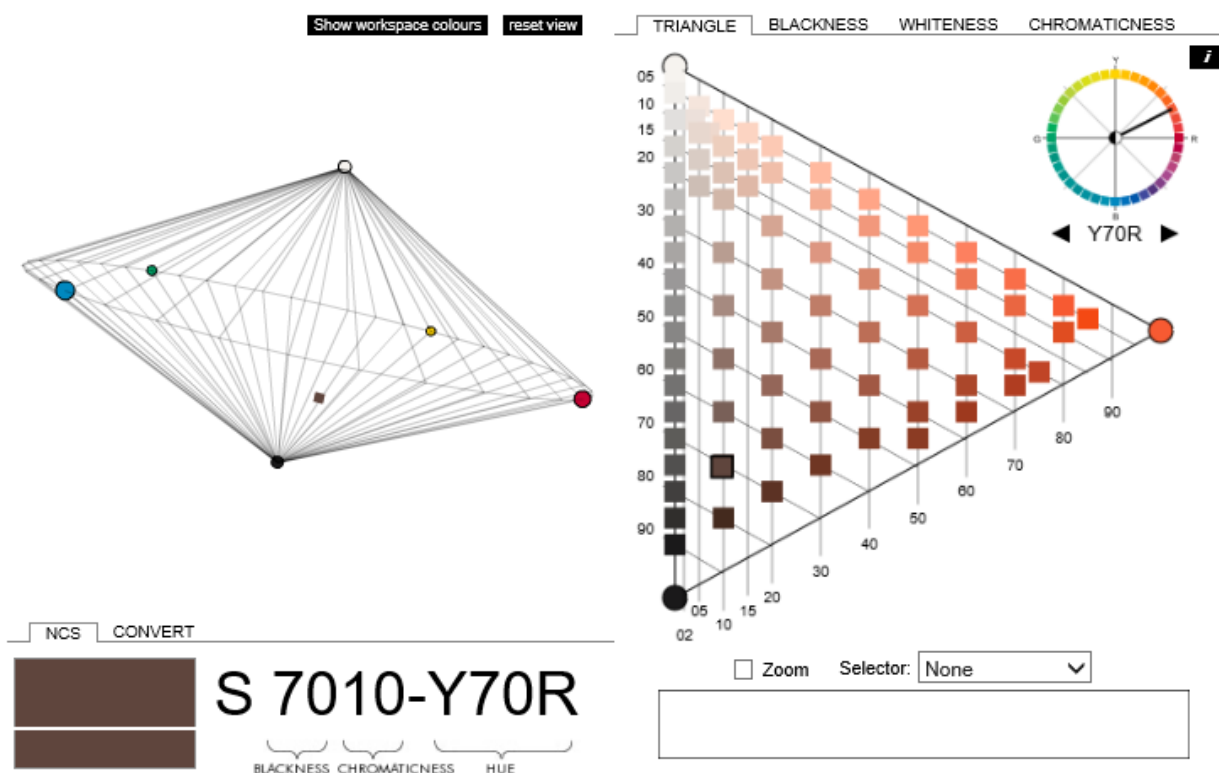 Show workspace colours reset view
TRIANGLE BLACKNESS WHITENESS CHROMATICNESS
i
05
10
15
20
30
40
50
60
70
80
90
Y
G R
B
◀ Y70R ▶
90
80
70
60
50
40
30
20
15
05
10
02
NCS CONVERT
Zoom Selector: None
S 7010-Y70R
BLACKNESS CHROMATICNESS HUE